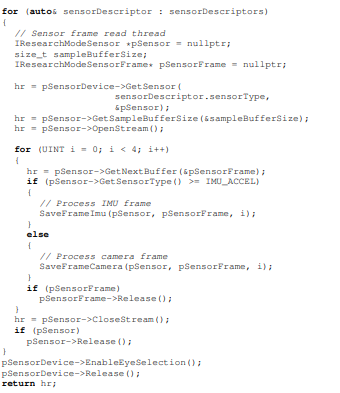 for (auto& sensorDescriptor : sensorDescriptors)
{
// Sensor frame read thread
IResearchModeSensor *pSensor = nullptr;
size_t sampleBufferSize;
IResearchModeSensorFrame* pSensorFrame = nullptr;
hr = pSensorDevice->GetSensor(
sensorDescriptor.sensorType,
&pSensor);
hr = pSensor->GetSampleBufferSize(&sampleBufferSize);
hr = pSensor->OpenStream();
for (UINT i = 0; i < 4; i++)
{
hr = pSensor->GetNextBuffer(&pSensorFrame);
if (pSensor->GetSensorType() >= IMU_ACCEL)
{
// Process IMU frame
SaveFrameImu(pSensor, pSensorFrame, i);
}
else
{
// Process camera frame
SaveFrameCamera(pSensor, pSensorFrame, i);
}
if (pSensorFrame)
pSensorFrame->Release();
}
hr = pSensor->CloseStream();
if (pSensor)
pSensor->Release();
}
pSensorDevice->EnableEyeSelection();
pSensorDevice->Release();
return hr;